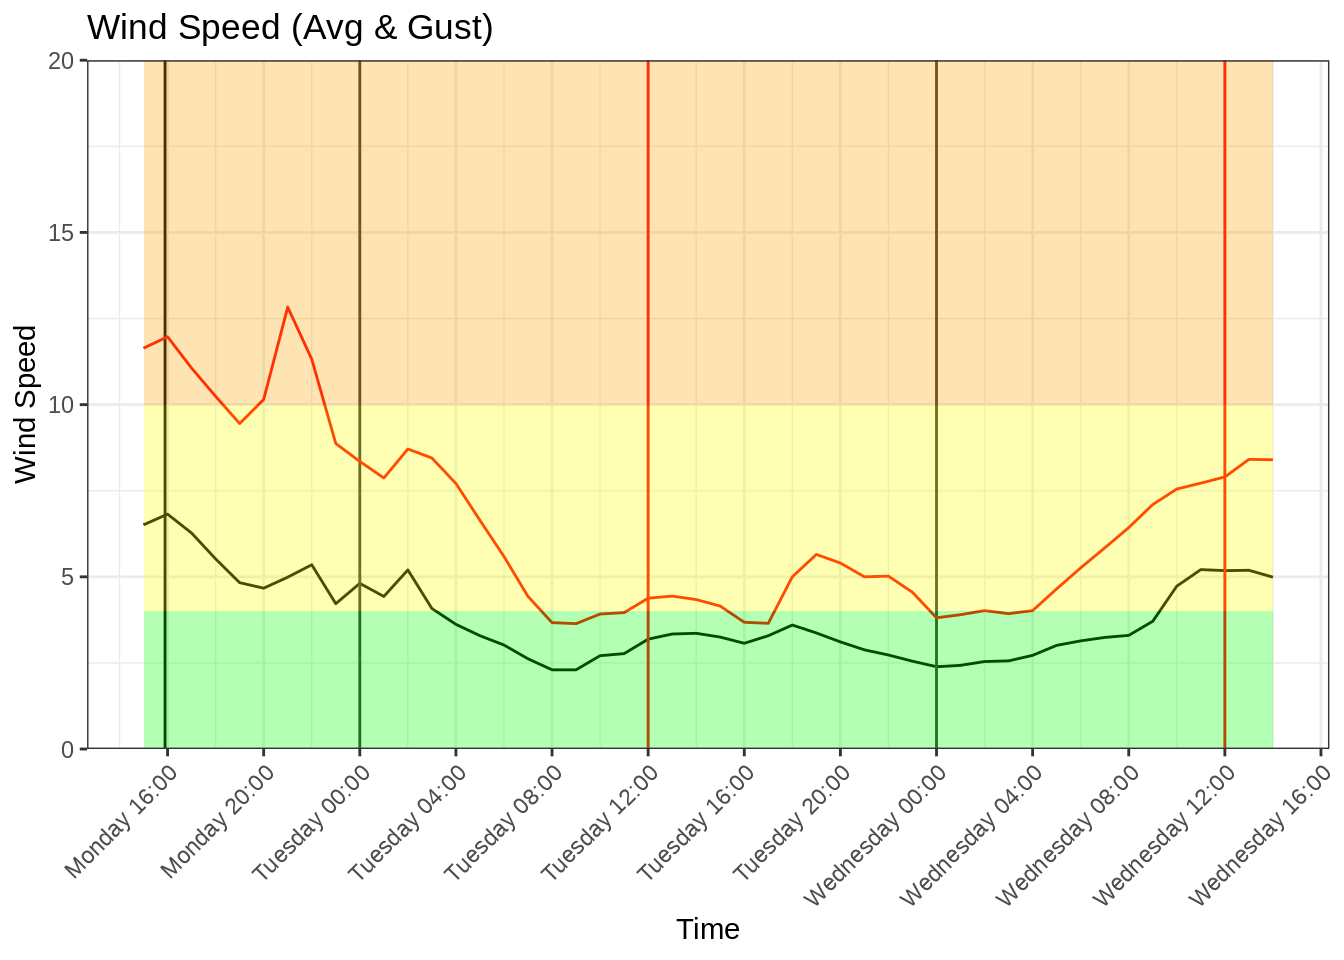 Wind Speed (Avg & Gust)
20
15
10
5
0
Wind Speed
Monday 16:00
Monday 20:00
Tuesday 00:00
Tuesday 04:00
Tuesday 08:00
Tuesday 12:00
Tuesday 16:00
Tuesday 20:00
Wednesday 00:00
Wednesday 04:00
Wednesday 08:00
Wednesday 12:00
Wednesday 16:00
Time